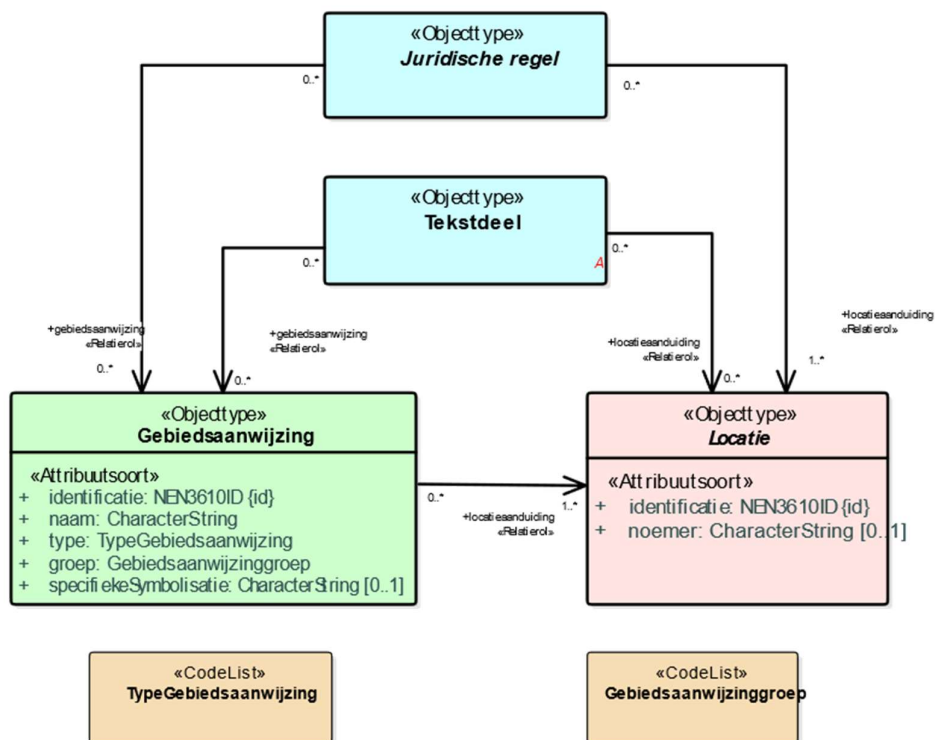 «Objecttype»
Juridische regel
0..*
0..*
«Objecttype»
Tekstdeel
0..*
0..*
A
+gebiedsaanwijzing
«Relatierol»
0..*
+gebiedsaanwijzing
«Relatierol»
0..*
+locatieaanduiding
«Relatierol»
0..*
+locatieaanduiding
«Relatierol»
1..*
«Objecttype»
Gebiedsaanwijzing
«Attribuutsoort»
+ identificatie: NEN3610ID {id}
+ naam: CharacterString
+ type: TypeGebiedsaanwijzing
+ groep: Gebiedsaanwijzinggroep
+ specifiekeSymbolisatie: CharacterString [0..1]
0..*
+locatieaanduiding
«Relatierol»
1..*
«Objecttype»
Locatie
«Attribuutsoort»
+ identificatie: NEN3610ID {id}
+ noemer: CharacterString [0..1]
«CodeList»
TypeGebiedsaanwijzing
«CodeList»
Gebiedsaanwijzinggroep